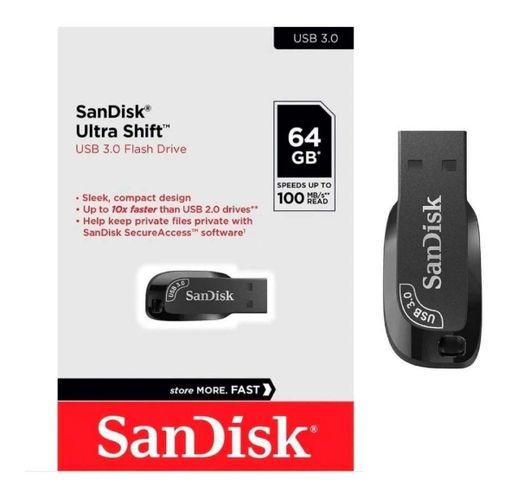 USB 3.0
SanDisk®
Ultra Shift™
USB 3.0 Flash Drive
64
GB*
SPEEDS UP TO
100 MB/s** READ
• Sleek, compact design
• Up to 10x faster than USB 2.0 drives**
• Help keep private files private with
SanDisk SecureAccess™ software†
USB 3.0
SanDisk
store MORE. FAST
SanDisk®
SanDisk
USB 3.0